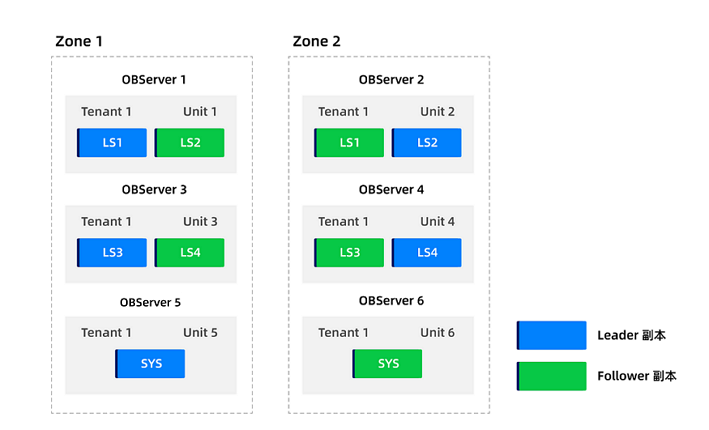 Zone 1
Zone 2
OBServer 1
OBServer 2
Tenant 1 Unit 1
Tenant 1 Unit 2
LS1 LS2
LS1 LS2
OBServer 3
OBServer 4
Tenant 1 Unit 3
Tenant 1 Unit 4
LS3 LS4
LS3 LS4
OBServer 5
OBServer 6
Tenant 1 Unit 5
Tenant 1 Unit 6
SYS
SYS
Leader 副本
Follower 副本